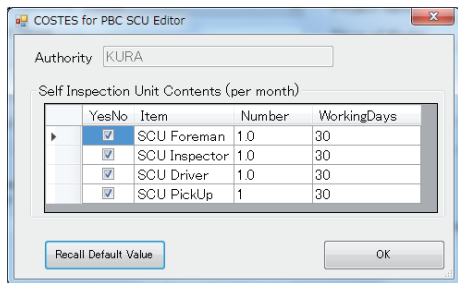 COSTES for PBC SCU Editor
Authority KURA
Self Inspection Unit Contents (per month)
YesNo Item Number WorkingDays
SCU Foreman 1.0 30
SCU Inspector 1.0 30
SCU Driver 1.0 30
SCU PickUp 1 30
Recall Default Value OK